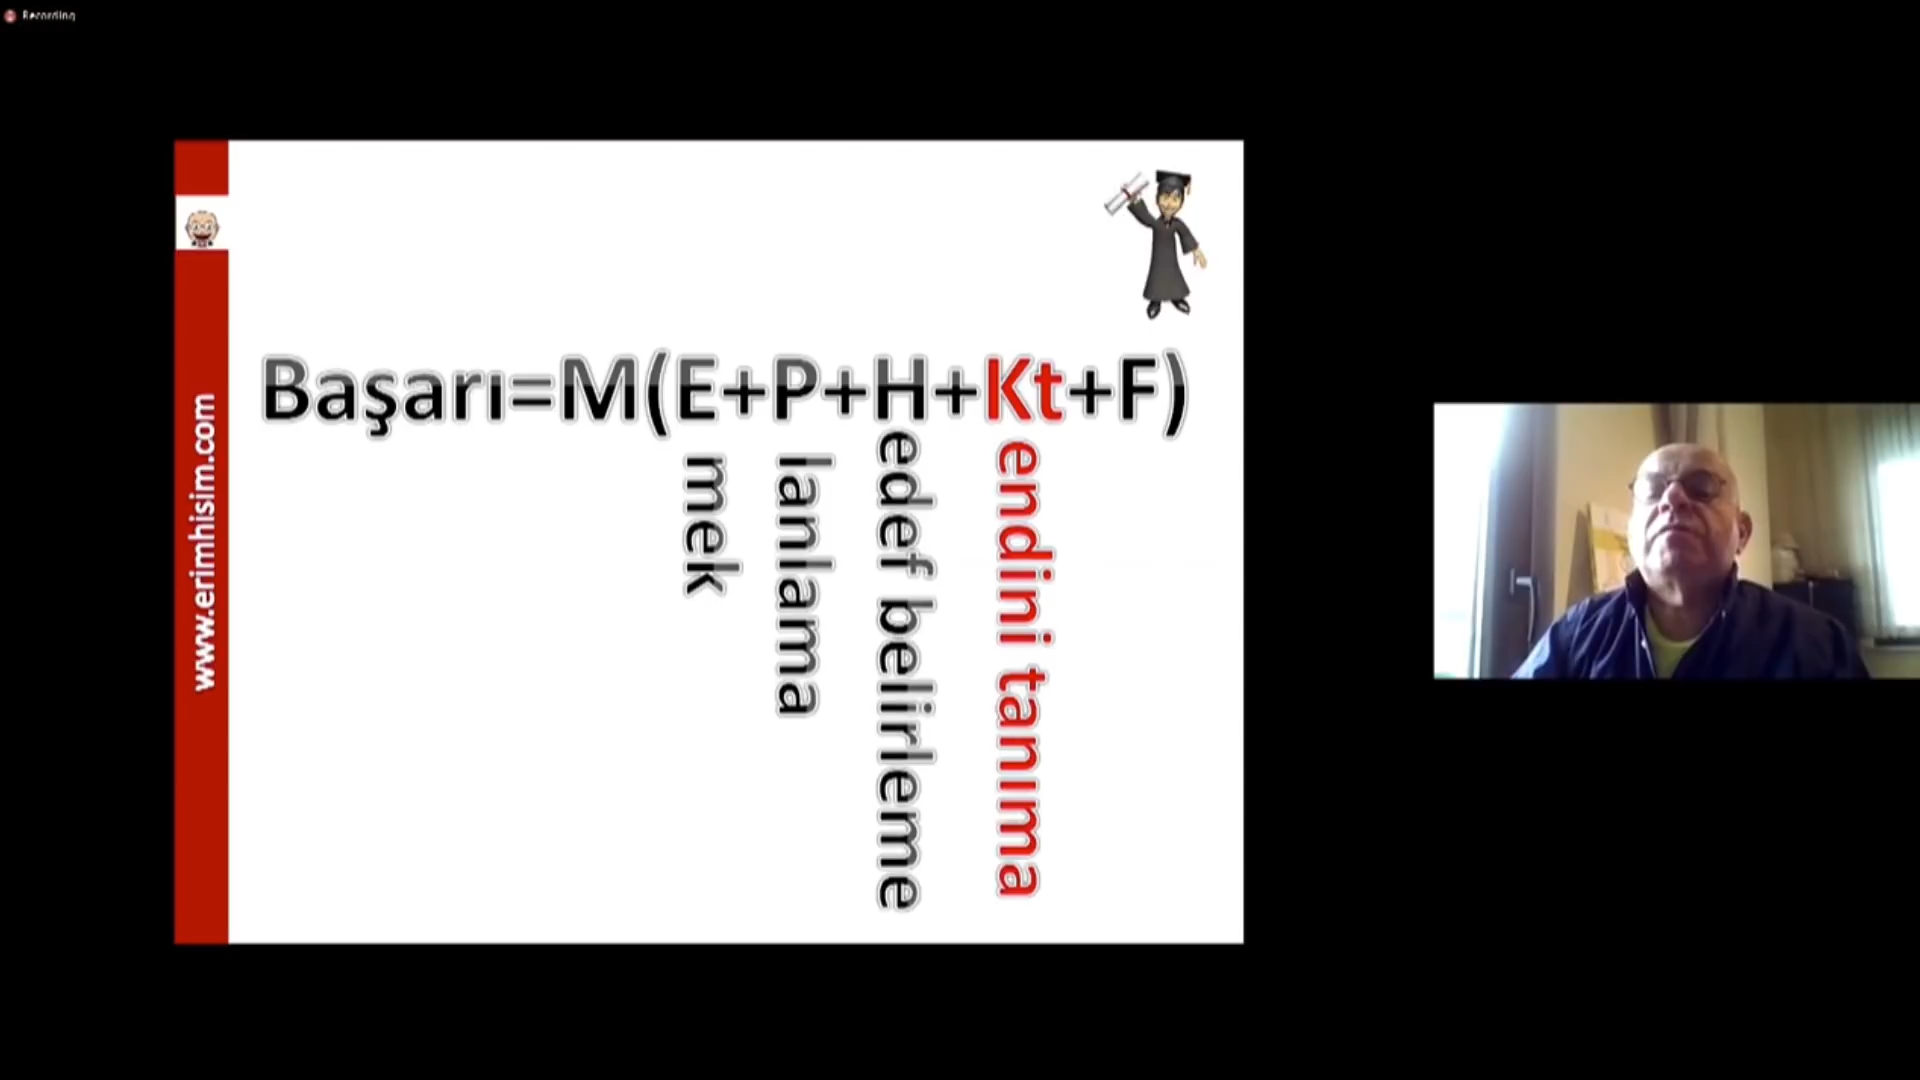 Recording
Başarı=M(E+P+H+Kt+F)
mek
lanlama
edef belirleme
endini tanıma
www.erimhisim.com